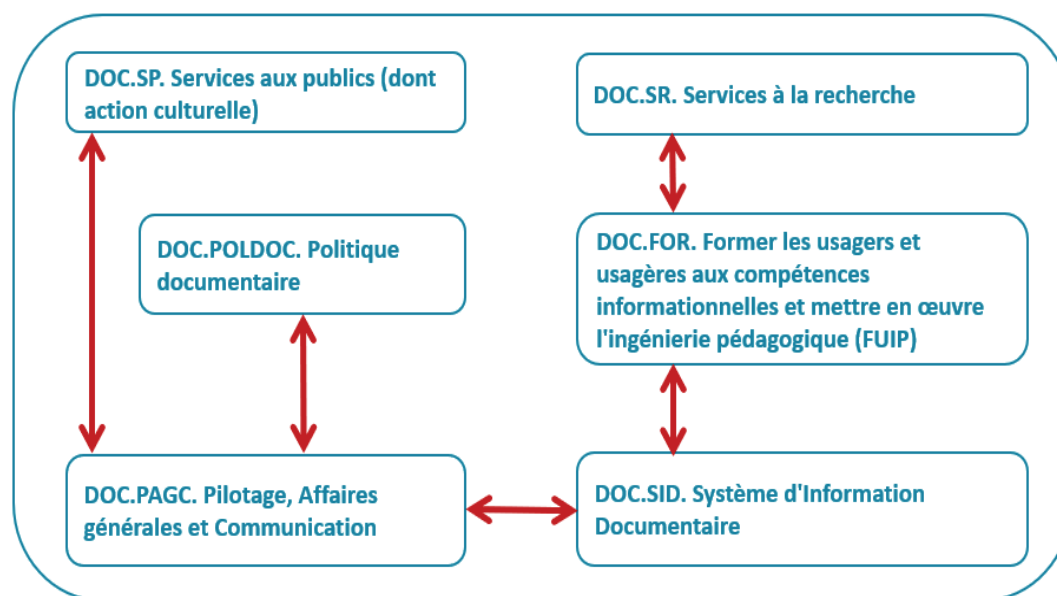 DOC.SP. Services aux publics (dont
action culturelle)
DOC.SR. Services à la recherche
DOC.POLDOC. Politique
documentaire
DOC.FOR. Former les usagers et
usagères aux compétences
informationnelles et mettre en œuvre
l'ingénierie pédagogique (FUIP)
DOC.PAGC. Pilotage, Affaires
générales et Communication
DOC.SID. Système d'Information
Documentaire